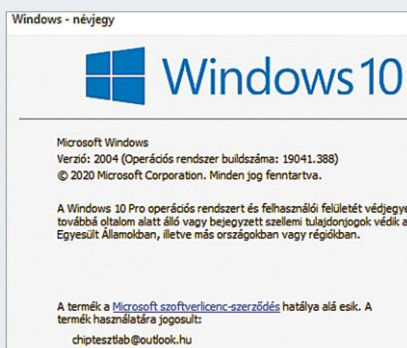 Windows - névjegy
Windows 10
Microsoft Windows
Verzió: 2004 (Operációs rendszer buildszáma: 19041.388)
© 2020 Microsoft Corporation. Minden jog fenntartva.
A Windows 10 Pro operációs rendszert és felhasználói felületét védjegye
továbbá oltalom alatt álló vagy bejegyzett szellemi tulajdonjogok védik a
Egyesült Államokban, illetve más országokban vagy régiókban.
A termék a Microsoft szoftverlicenc-szerződés hatálya alá esik. A
termék használatára jogosult:
chiptesztlab@outlook.hu